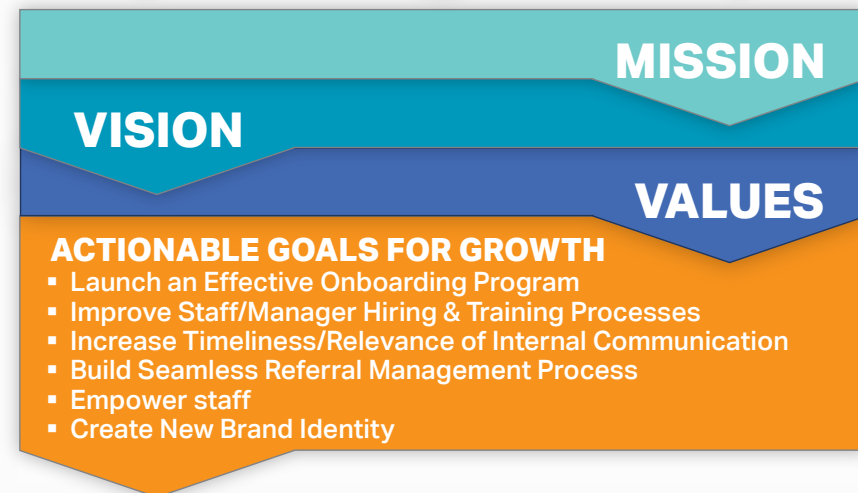 MISSION
VISION
VALUES
ACTIONABLE GOALS FOR GROWTH
▪ Launch an Effective Onboarding Program
▪ Improve Staff/Manager Hiring & Training Processes
▪ Increase Timeliness/Relevance of Internal Communication
▪ Build Seamless Referral Management Process
▪ Empower staff
▪ Create New Brand Identity